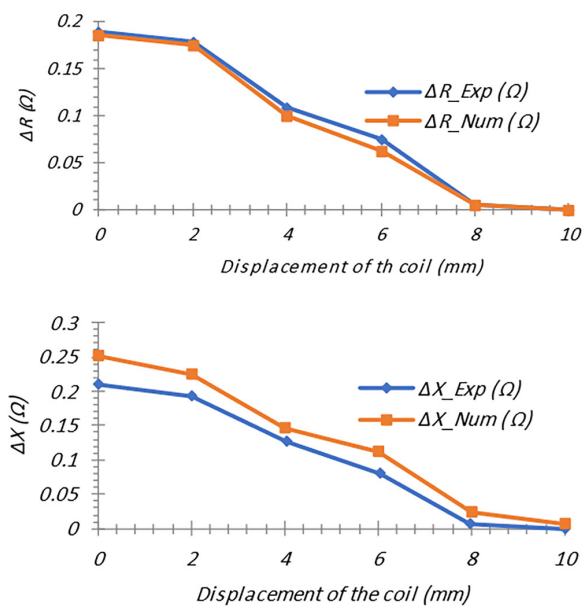 0.2
0.15
0.1
0.05
0
ΔR (Ω)
ΔR_Exp (Ω)
ΔR_Num (Ω)
0 2 4 6 8 10
Displacement of th coil (mm)
0.3
0.25
0.2
0.15
0.1
0.05
0
ΔX (Ω)
ΔX_Exp (Ω)
ΔX_Num (Ω)
0 2 4 6 8 10
Displacement of the coil (mm)